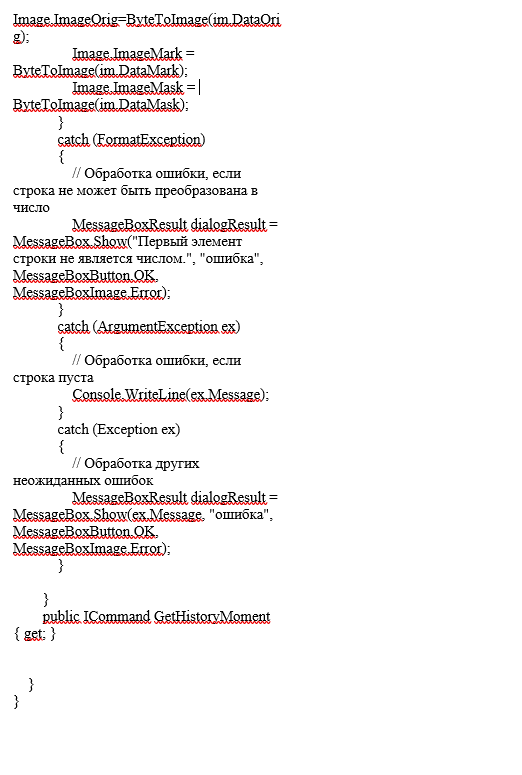 Image.ImageOrig=ByteToImage(im.DataOri
g);
Image.ImageMark =
ByteToImage(im.DataMark);
Image.ImageMask =
ByteToImage(im.DataMask);
}
catch (FormatException)
{
// Обработка ошибки, если
строка не может быть преобразована в
число
MessageBoxResult dialogResult =
MessageBox.Show("Первый элемент
строки не является числом.", "ошибка",
MessageBoxButton.OK,
MessageBoxImage.Error);
}
catch (ArgumentException ex)
{
// Обработка ошибки, если
строка пуста
Console.WriteLine(ex.Message);
}
catch (Exception ex)
{
// Обработка других
неожиданных ошибок
MessageBoxResult dialogResult =
MessageBox.Show(ex.Message, "ошибка",
MessageBoxButton.OK,
MessageBoxImage.Error);
}
}
public ICommand GetHistoryMoment
{ get; }
}
}